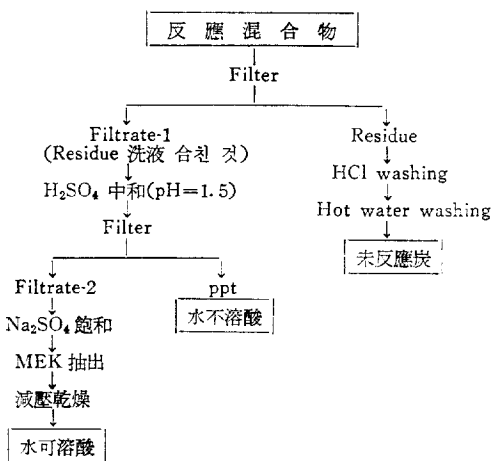 反應混合物
Filter
Filtrate-1
(Residue 洗液 合친 것)
H₂SO₄ 中和(pH=1.5)
Filter
Filtrate-2
Na₂SO₄ 飽和
MEK 抽出
減壓乾燥
水可溶酸
ppt
水不溶酸
Residue
HCl washing
Hot water washing
未反應炭